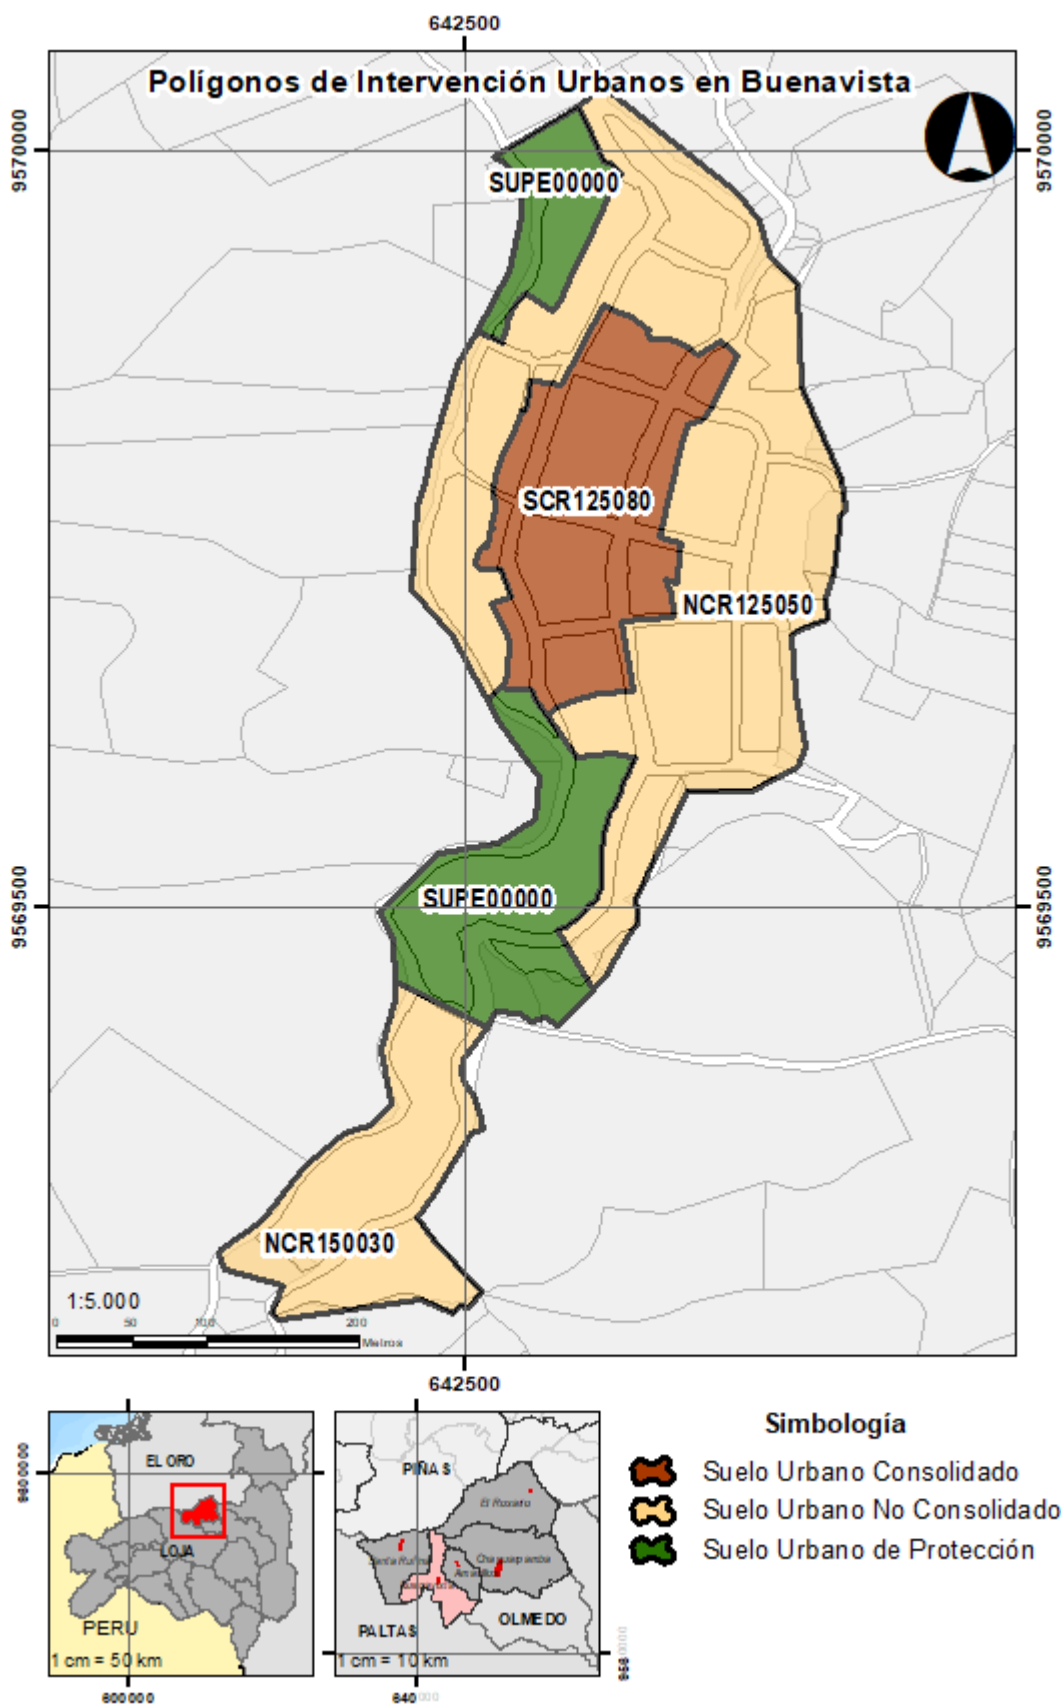 642500
Polígonos de Intervención Urbanos en Buenavista
9570000
9570000
SUPE00000
SCR125080
NCR125050
9569500
9569500
SUPE00000
NCR150030
1:5.000
0 50 100 200
Metros
642500
EL ORO
LOJA
PERU
1 cm = 50 km
600000
PIÑAS
El Rosario
Santa Rufina
Chaguarpamba
Amarillos
PALTAS
OLMEDO
1 cm = 10 km
640000
Simbología
Suelo Urbano Consolidado
Suelo Urbano No Consolidado
Suelo Urbano de Protección